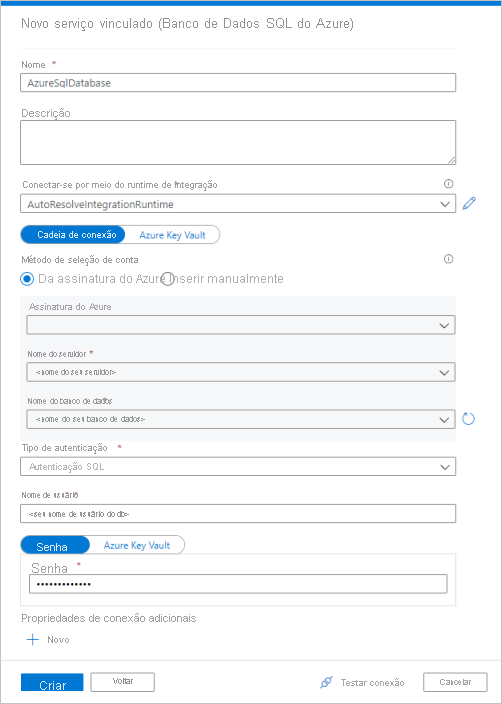 Novo serviço vinculado (Banco de Dados SQL do Azure)
Nome *
AzureSqlDatabase
Descrição
Conectar-se por meio do runtime de Integração
AutoResolveIntegrationRuntime
Cadeia de conexão Azure Key Vault
Método de seleção de conta
Da assinatura do Azure Inserir manualmente
Assinatura do Azure
Nome do servidor *
<nome do seu servidor>
Nome do banco de dados
<nome do seu banco de dados>
Tipo de autenticação *
Autenticação SQL
Nome de usuário
<seu nome de usuário do db>
Senha Azure Key Vault
Senha *
•••••••••••••
Propriedades de conexão adicionais
+ Novo
Criar Voltar Testar conexão Cancelar